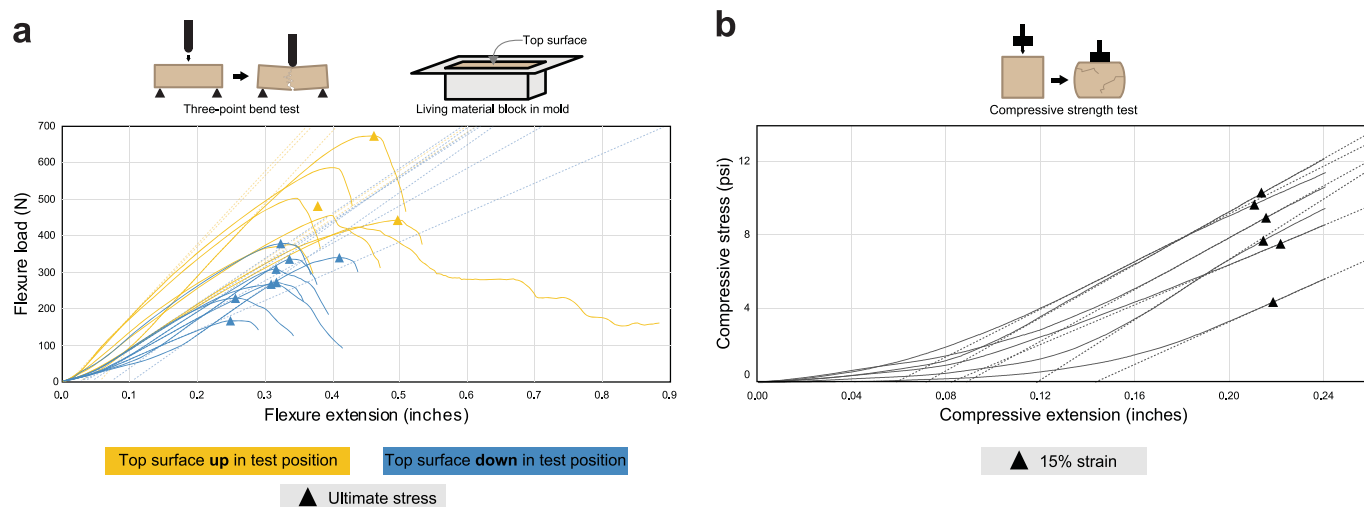 a
Top surface
Three-point bend test
Living material block in mold
Flexure load (N)
700
600
500
400
300
200
100
0
0.0 0.1 0.2 0.3 0.4 0.5 0.6 0.7 0.8 0.9
Flexure extension (inches)
Top surface up in test position
Top surface down in test position
Ultimate stress
b
Compressive strength test
Compressive stress (psi)
12
8
4
0
0.00 0.04 0.08 0.12 0.16 0.20 0.24
Compressive extension (inches)
15% strain